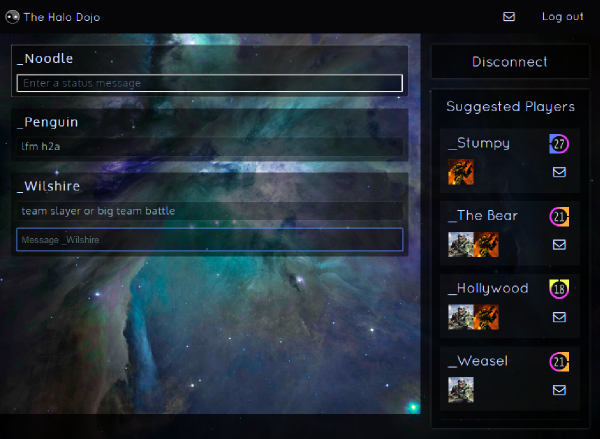 The Halo Dojo
Log out
_Noodle
Enter a status message
_Penguin
lfm h2a
_Wilshire
team slayer or big team battle
Message _Wilshire
Disconnect
Suggested Players
_Stumpy
27
_The Bear
21
_Hollywood
18
_Weasel
21